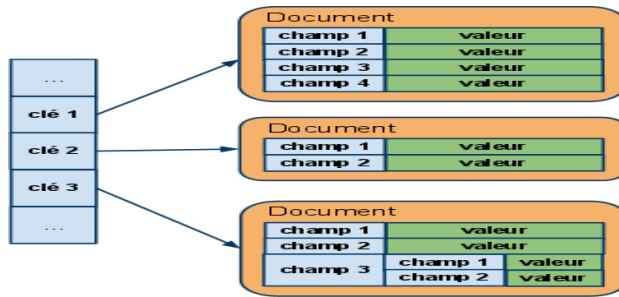 ...
clé 1
clé 2
clé 3
...
Document
champ 1 valeur
champ 2 valeur
champ 3 valeur
champ 4 valeur
Document
champ 1 valeur
champ 2 valeur
Document
champ 1 valeur
champ 2 valeur
champ 3 champ 1 valeur
champ 2 valeur